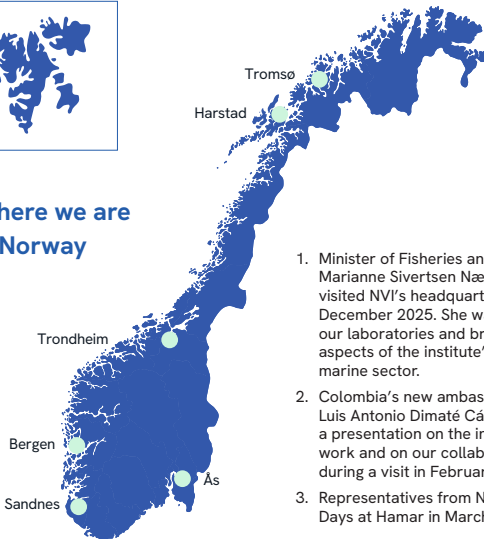 Tromsø
Harstad
here we are
Norway
Trondheim
Bergen
Ås
Sandnes
1. Minister of Fisheries an
Marianne Sivertsen Næ
visited NVI's headquart
December 2025. She w
our laboratories and br
aspects of the institute'
marine sector.
2. Colombia's new ambas
Luis Antonio Dimaté Cá
a presentation on the in
work and on our collab
during a visit in Februar
3. Representatives from N
Days at Hamar in March